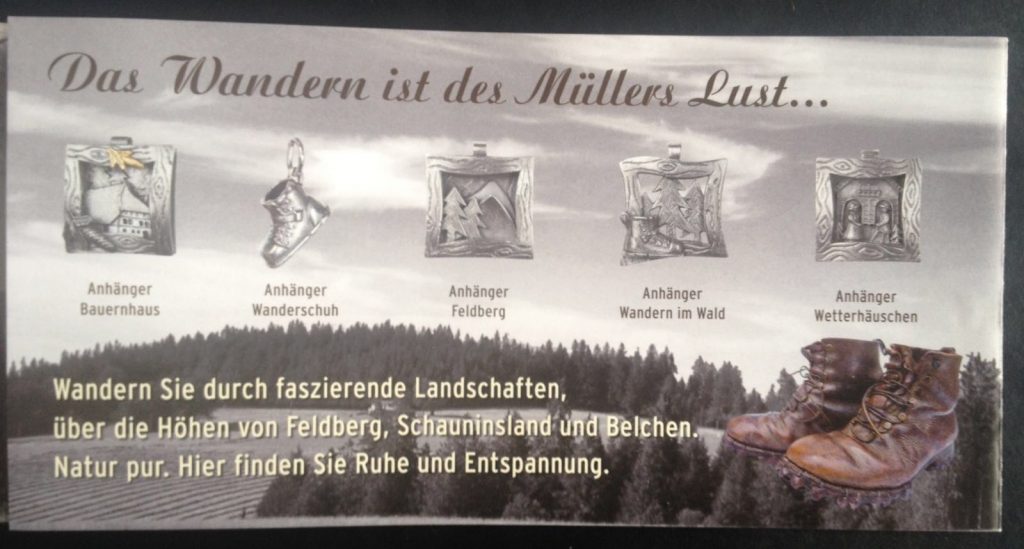 Das Wandern ist des Müllers Lust...
Anhänger
Bauernhaus
Anhänger
Wanderschuh
Anhänger
Feldberg
Anhänger
Wandern im Wald
Anhänger
Wetterhäuschen
Wandern Sie durch faszierende Landschaften,
über die Höhen von Feldberg, Schauninsland und Belchen.
Natur pur. Hier finden Sie Ruhe und Entspannung.